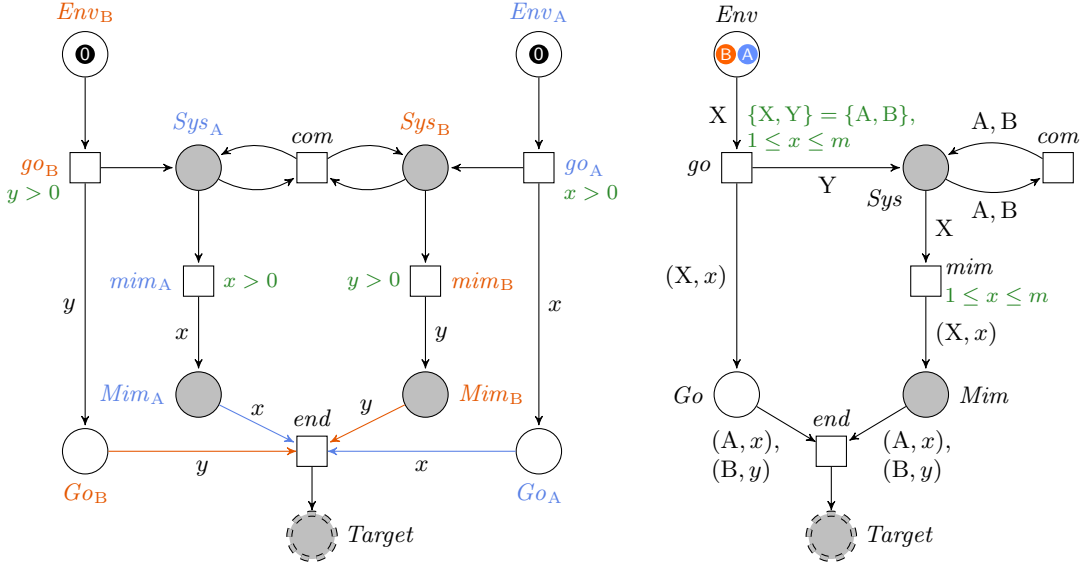 Env_B
Env_A
Env
0
0
B A
X
{X, Y} = {A, B},
1 ≤ x ≤ m
Sys_A
com
Sys_B
A, B
com
go_B
y > 0
go_A
x > 0
go
Y
Sys
A, B
X
mim_A
x > 0
y > 0
mim_B
mim
1 ≤ x ≤ m
y
x
y
x
(X, x)
(X, x)
Mim_A
Mim_B
Go
Mim
x
y
end
end
(A, x),
(B, y)
(A, x),
(B, y)
y
x
Go_B
Go_A
Target
Target